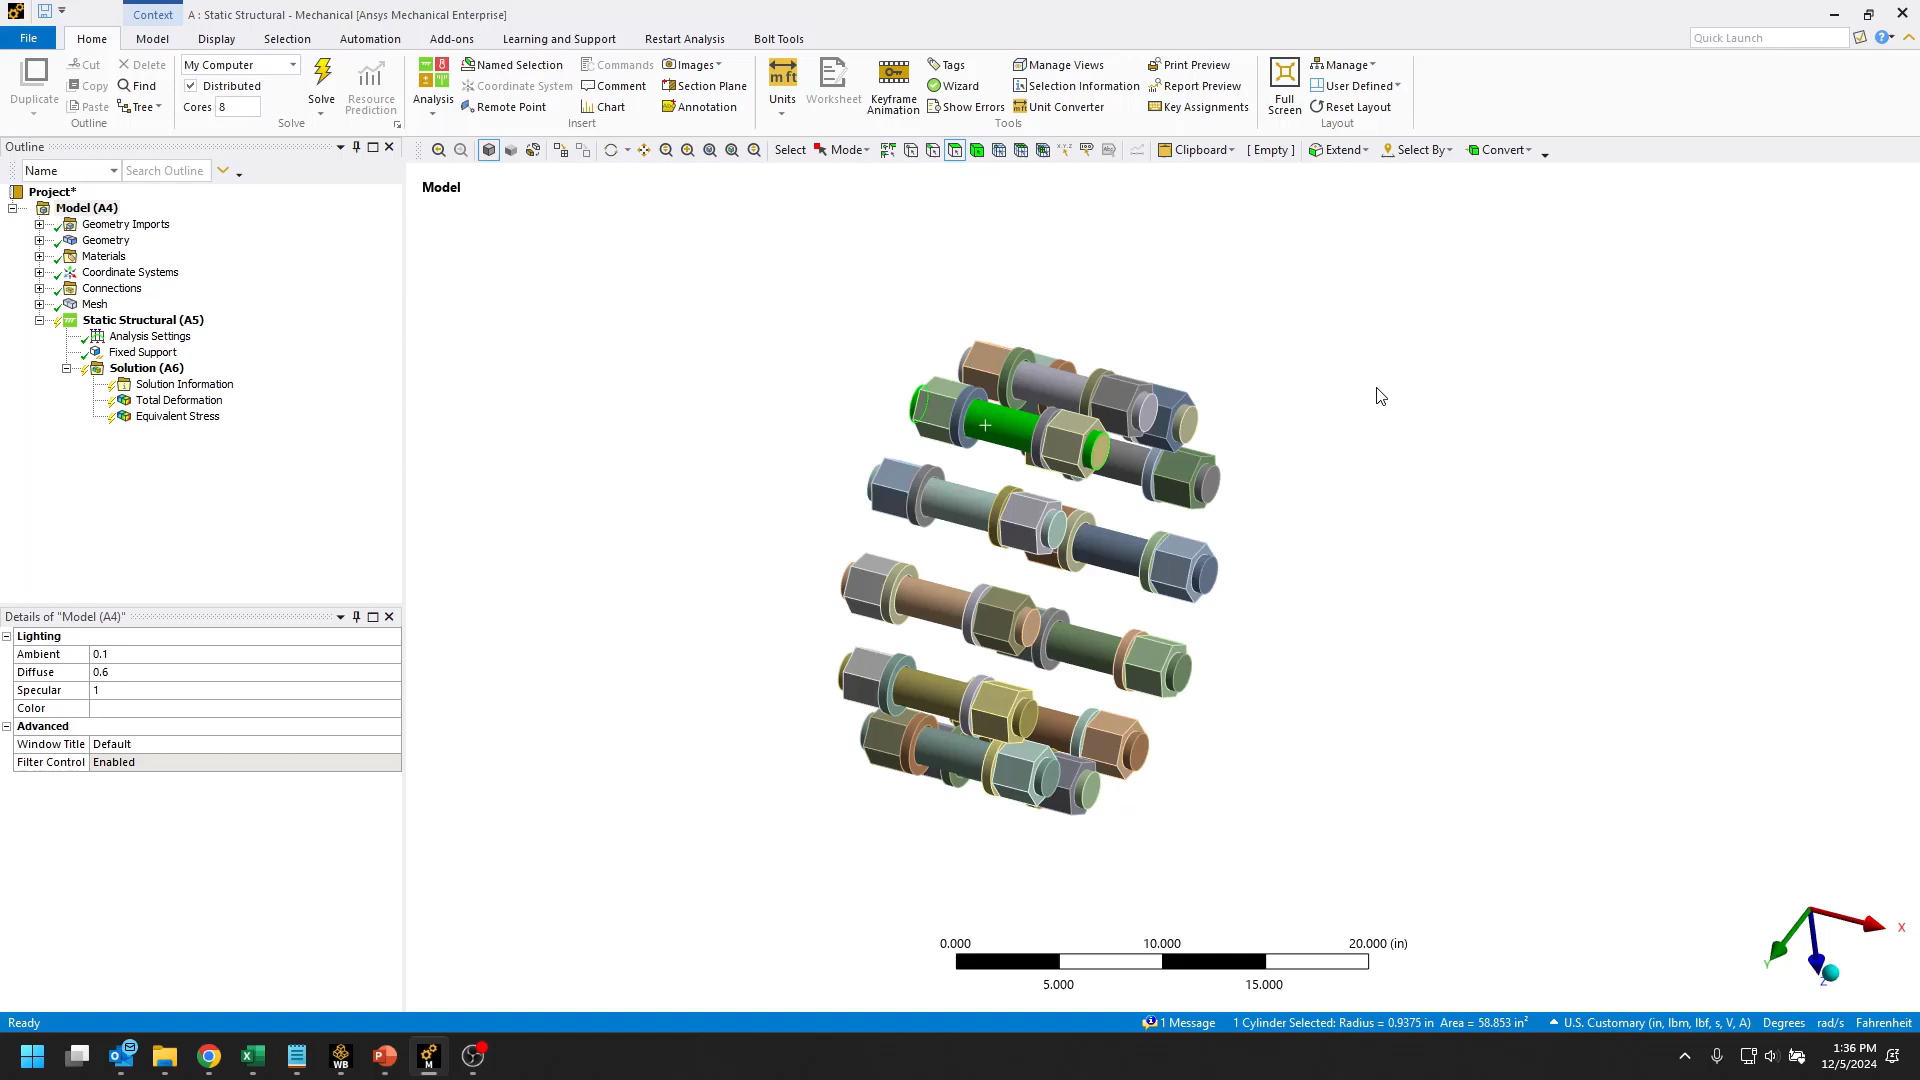 Context
A : Static Structural - Mechanical [Ansys Mechanical Enterprise]
File
Home
Model
Display
Selection
Automation
Add-ons
Learning and Support
Restart Analysis
Bolt Tools
Quick Launch
Duplicate
Cut
Delete
Copy
Find
Paste
Tree
Outline
My Computer
Distributed
Cores 8
Solve
Resource Prediction
Solve
Analysis
Named Selection
Commands
Images
Coordinate System
Comment
Section Plane
Remote Point
Chart
Annotation
Insert
Units
Worksheet
Keyframe Animation
Tags
Wizard
Show Errors
Manage Views
Selection Information
Unit Converter
Print Preview
Report Preview
Key Assignments
Tools
Full Screen
Manage
User Defined
Reset Layout
Layout
Outline
Select
Mode
Clipboard
[ Empty ]
Extend
Select By
Convert
Name
Search Outline
Project*
Model (A4)
Geometry Imports
Geometry
Materials
Coordinate Systems
Connections
Mesh
Static Structural (A5)
Analysis Settings
Fixed Support
Solution (A6)
Solution Information
Total Deformation
Equivalent Stress
Model
Details of "Model (A4)"
Lighting
Ambient 0.1
Diffuse 0.6
Specular 1
Color
Advanced
Window Title Default
Filter Control Enabled
0.000 10.000 20.000 (in)
5.000 15.000
X
Y
Z
Ready
1 Message
1 Cylinder Selected: Radius = 0.9375 in Area = 58.853 in²
U.S. Customary (in, lbm, lbf, s, V, A)
Degrees
rad/s
Fahrenheit
WB
M
1:36 PM
12/5/2024